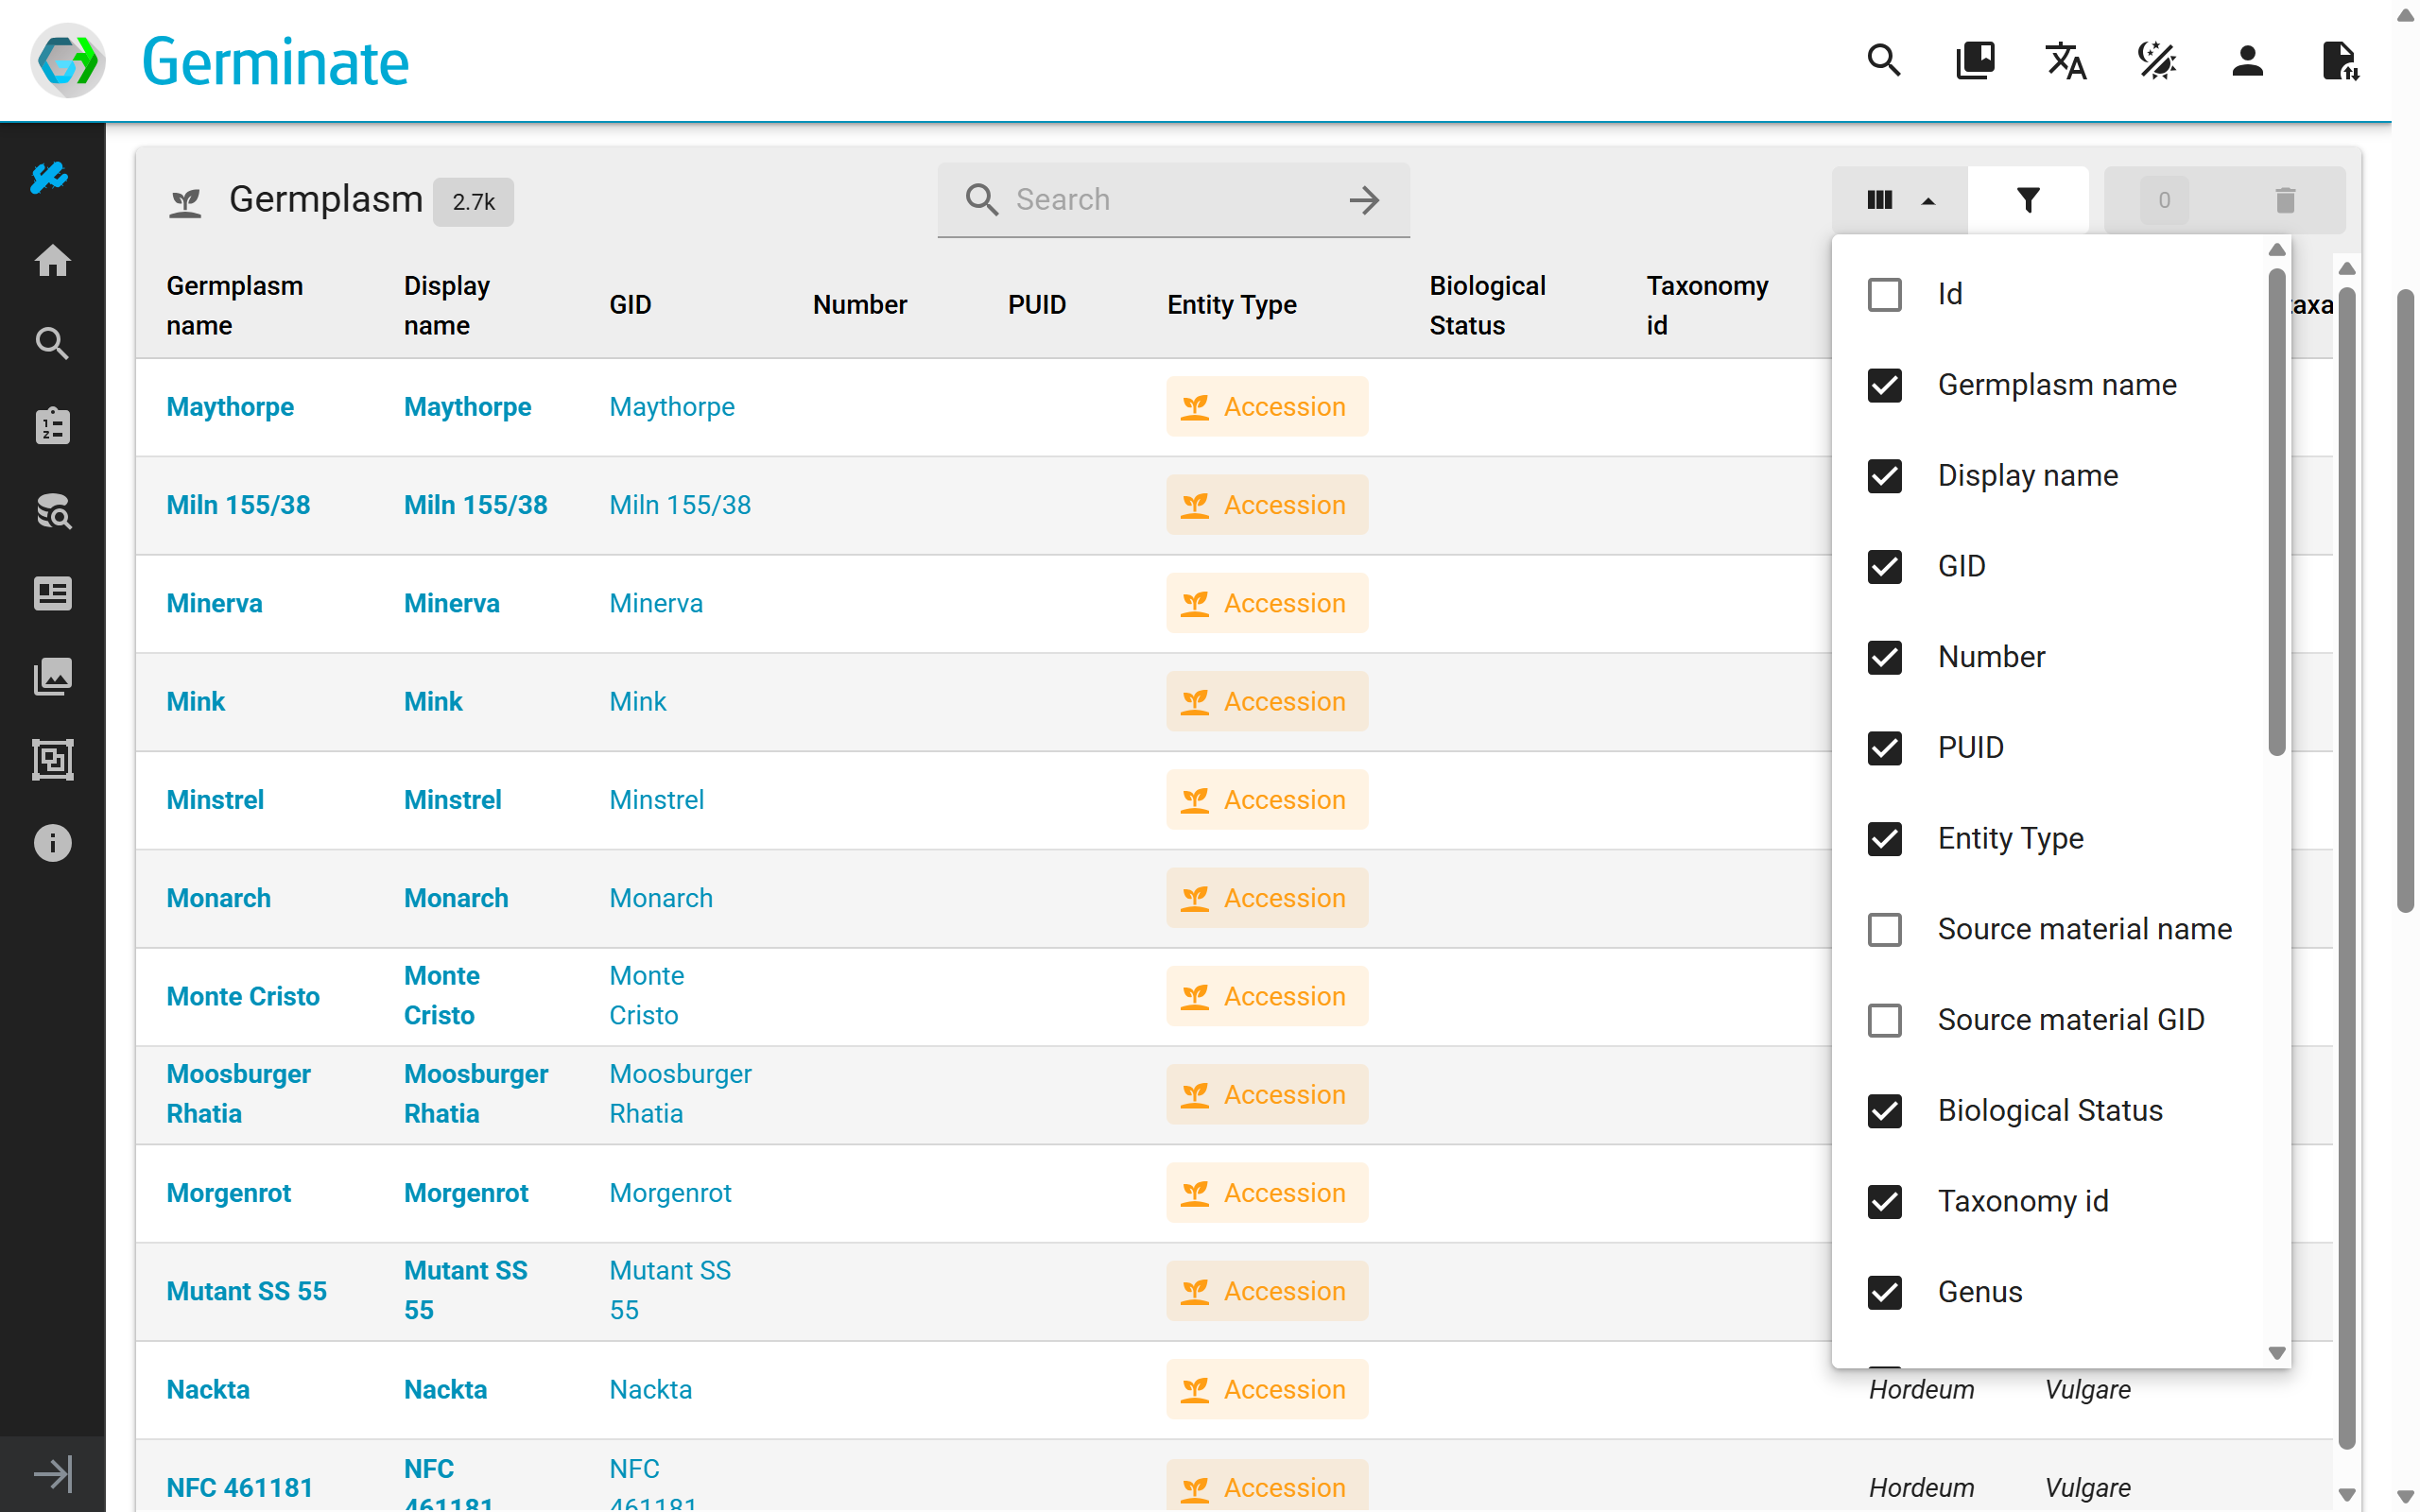 Germinate
Germplasm 2.7k
Search
0
Germplasm name
Display name
GID
Number
PUID
Entity Type
Biological Status
Taxonomy id
taxa
Maythorpe Maythorpe Maythorpe Accession
Miln 155/38 Miln 155/38 Miln 155/38 Accession
Minerva Minerva Minerva Accession
Mink Mink Mink Accession
Minstrel Minstrel Minstrel Accession
Monarch Monarch Monarch Accession
Monte Cristo Monte Cristo Monte Cristo Accession
Moosburger Rhatia Moosburger Rhatia Moosburger Rhatia Accession
Morgenrot Morgenrot Morgenrot Accession
Mutant SS 55 Mutant SS 55 Mutant SS 55 Accession
Nackta Nackta Nackta Accession Hordeum Vulgare
NFC 461181 NFC 461181 NFC 461181 Accession Hordeum Vulgare
Id
Germplasm name
Display name
GID
Number
PUID
Entity Type
Source material name
Source material GID
Biological Status
Taxonomy id
Genus